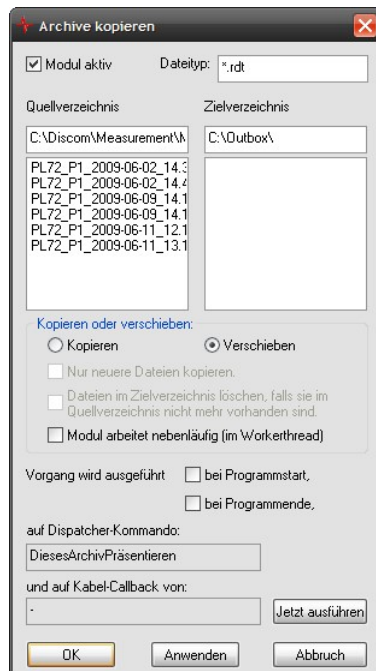 Archive kopieren
Modul aktiv Dateityp: *.rdt
Quellverzeichnis Zielverzeichnis
C:\Discom\Measurement\ C:\Outbox\
PL72_P1_2009-06-02_14.3
PL72_P1_2009-06-02_14.4
PL72_P1_2009-06-09_14.1
PL72_P1_2009-06-09_14.1
PL72_P1_2009-06-11_12.1
PL72_P1_2009-06-11_13.1
Kopieren oder verschieben:
Kopieren Verschieben
Nur neuere Dateien kopieren.
Dateien im Zielverzeichnis löschen, falls sie im
Quellverzeichnis nicht mehr vorhanden sind.
Modul arbeitet nebenläufig (im Workerthread)
Vorgang wird ausgeführt bei Programmstart,
bei Programmende,
auf Dispatcher-Kommando:
DiesesArchivPräsentieren
und auf Kabel-Callback von:
- Jetzt ausführen
OK Anwenden Abbruch